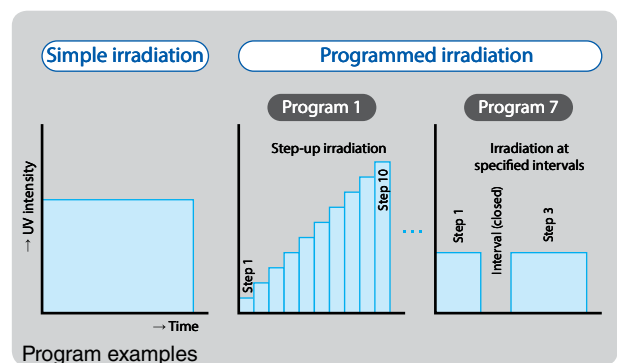 Simple irradiation
Programmed irradiation
Program 1
Program 7
Step-up irradiation
Irradiation at
specified intervals
→ UV intensity
Step 1
Step 10
...
Step 1
Interval (closed)
Step 3
→ Time
Program examples